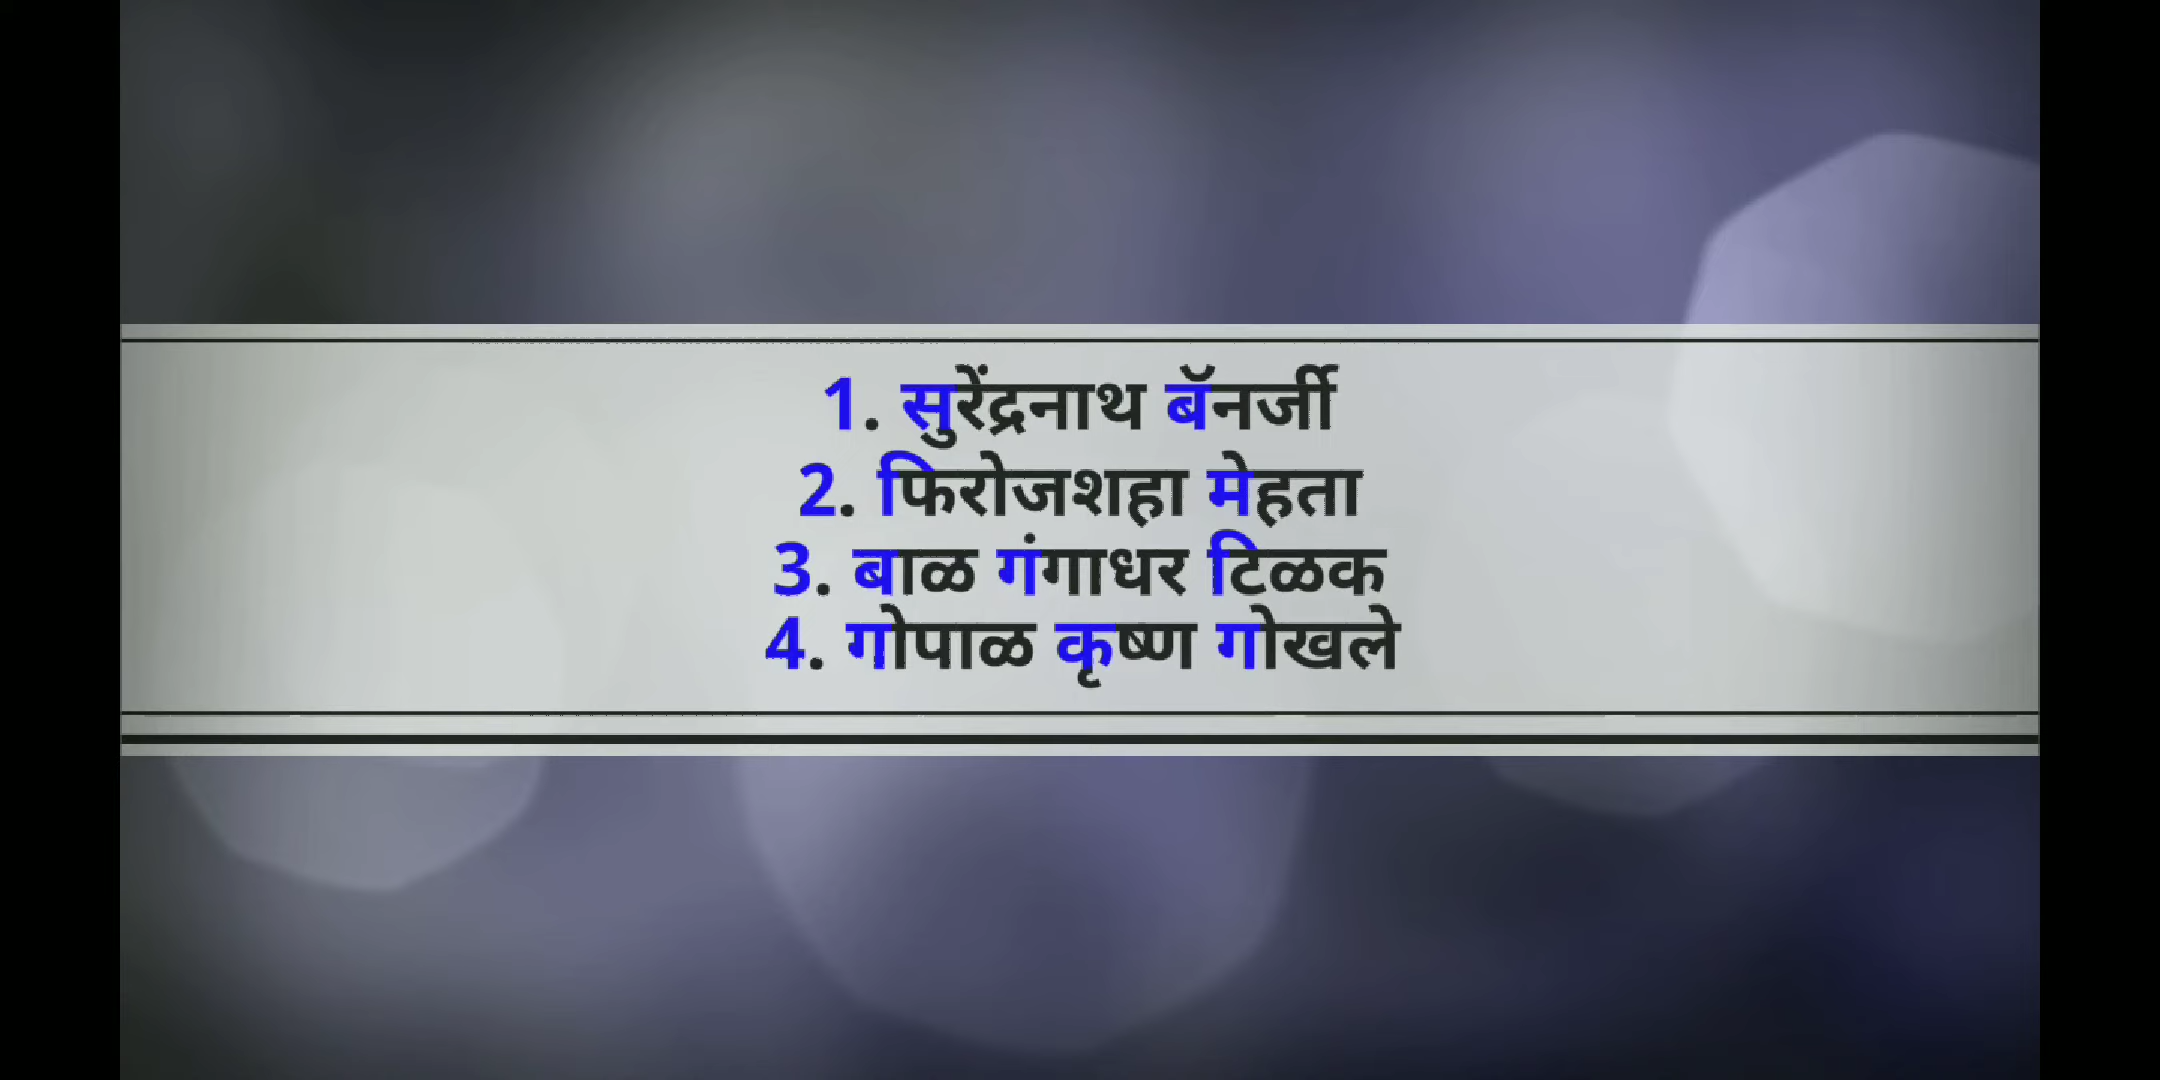 1. सुरेंद्रनाथ बॅनर्जी
2. फिरोजशहा मेहता
3. बाळ गंगाधर टिळक
4. गोपाळ कृष्ण गोखले